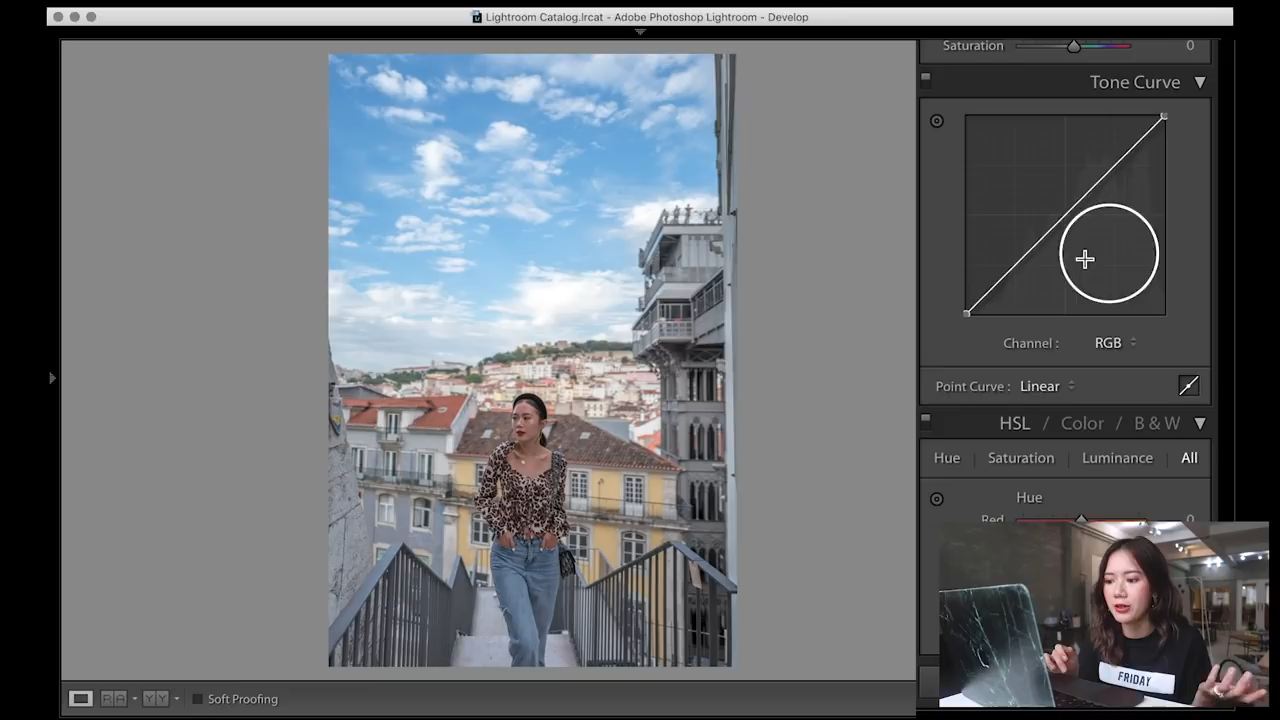 Lightroom Catalog.lrcat - Adobe Photoshop Lightroom - Develop
Saturation 0
Tone Curve
Channel : RGB
Point Curve : Linear
HSL / Color / B & W
Hue Saturation Luminance All
Hue
Red 0
FRIDAY
R A Y Y Soft Proofing